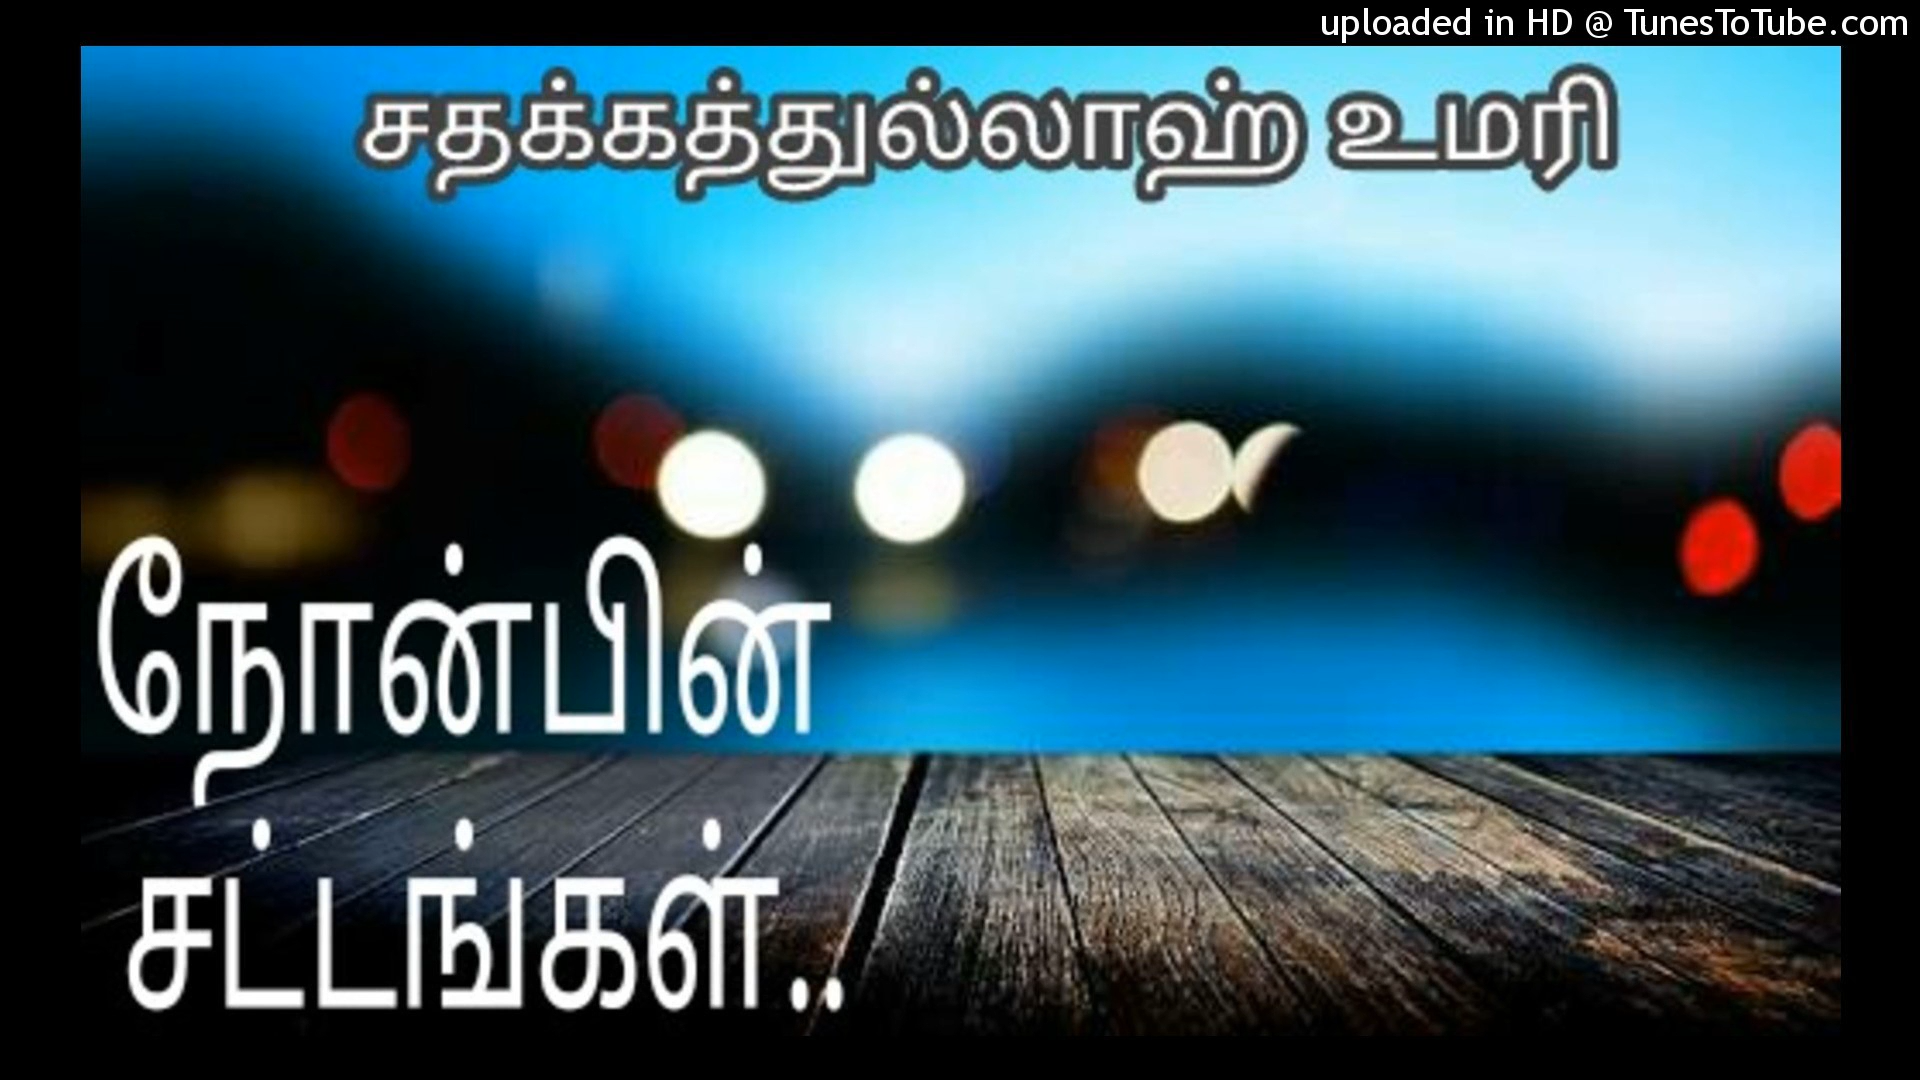 uploaded in HD @ TunesToTube.com
சதக்கத்துல்லாஹ் உமரி
நோன்பின்
சட்டங்கள்..